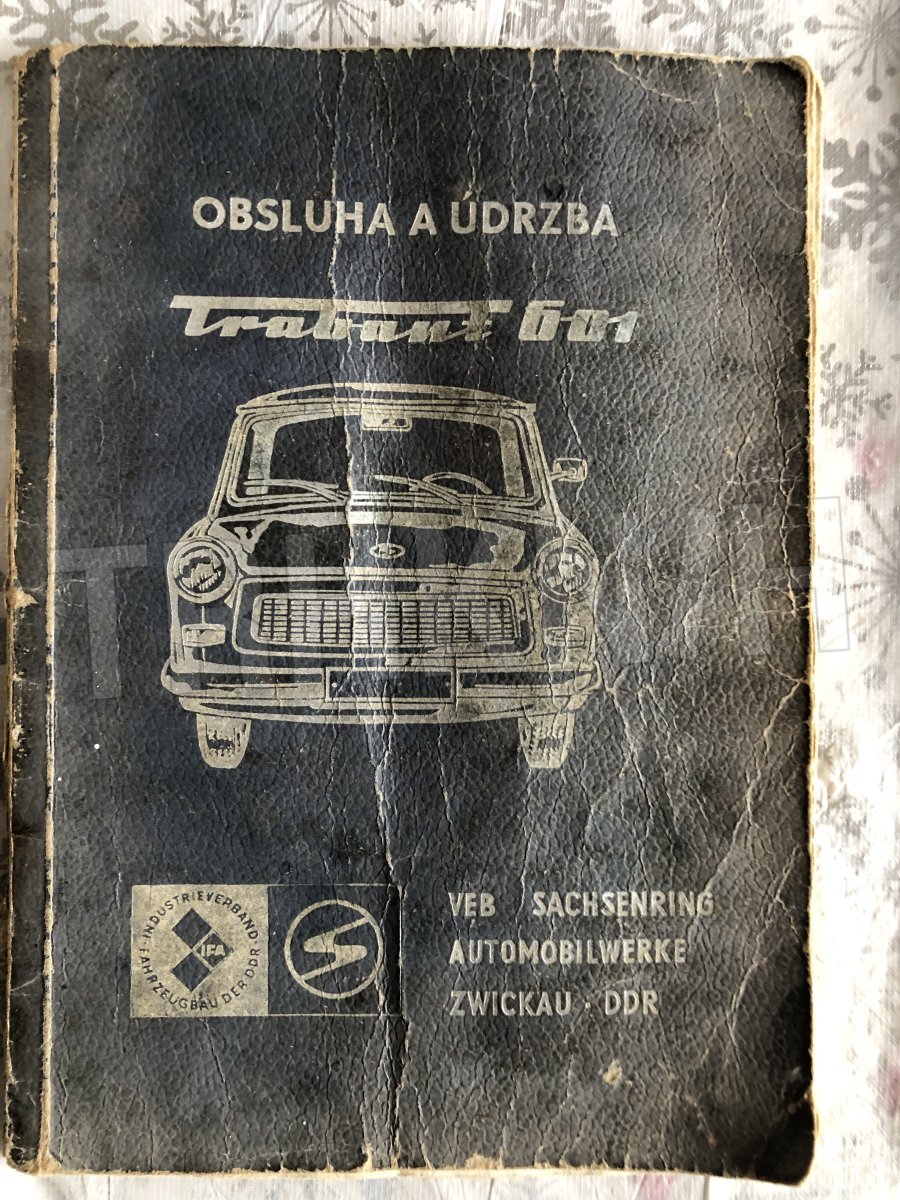 OBSLUHA A ÚDRZBA
Trabant 601
INDUSTRIEVERBAND
FAHRZEUGBAU DER DDR
IFA
VEB SACHSENRING
AUTOMOBILWERKE
ZWICKAU · DDR